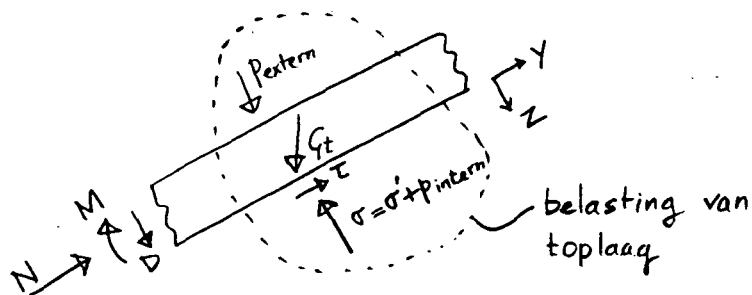 Pextern
Y
Z
Gt
τ
σ=σ'+pintern
M
D
N
belasting van
toplaag